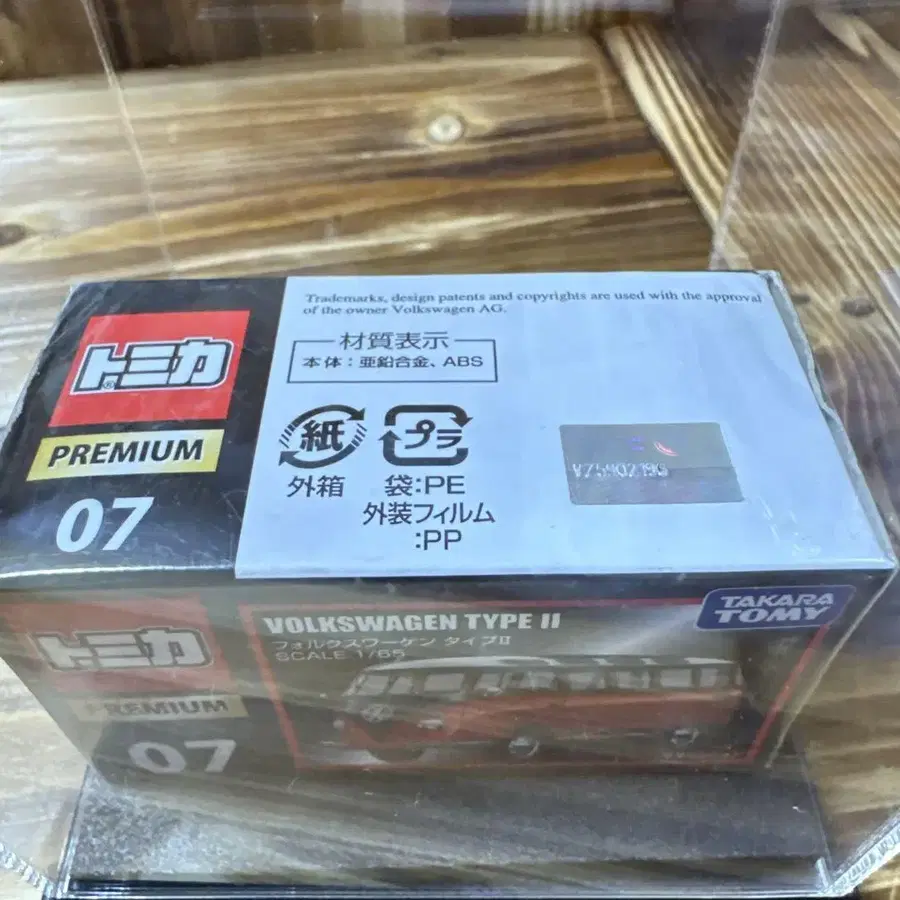 Trademarks, design patents and copyrights are used with the approval
of the owner Volkswagen AG.
材質表示
本体：亜鉛合金、ABS
トミカ
®
PREMIUM
07
紙
外箱
プラ
袋:PE
外装フィルム
:PP
トミカ
PREMIUM
07
VOLKSWAGEN TYPE II
フォルクスワーゲン タイプII
SCALE 1/65
TAKARA
TOMY